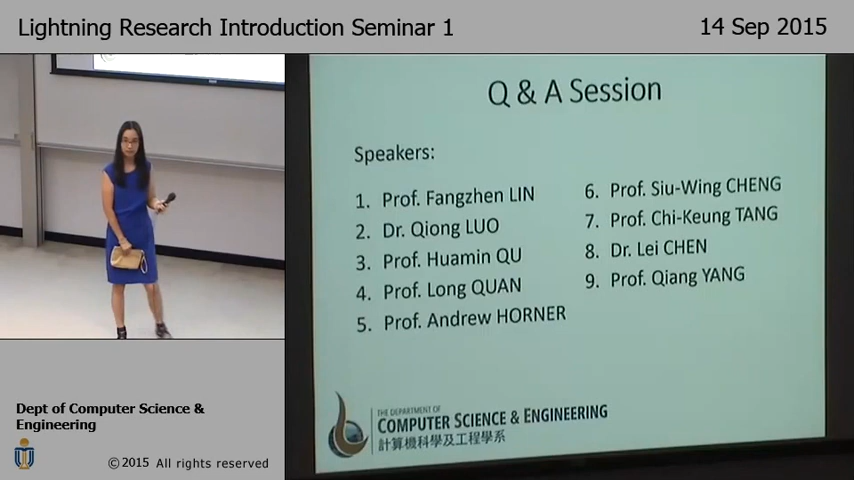 Lightning Research Introduction Seminar 1
14 Sep 2015
Q & A Session
Speakers:
1. Prof. Fangzhen LIN
2. Dr. Qiong LUO
3. Prof. Huamin QU
4. Prof. Long QUAN
5. Prof. Andrew HORNER
6. Prof. Siu-Wing CHENG
7. Prof. Chi-Keung TANG
8. Dr. Lei CHEN
9. Prof. Qiang YANG
THE DEPARTMENT OF
COMPUTER SCIENCE & ENGINEERING
計算機科學及工程學系
Dept of Computer Science &
Engineering
©2015 All rights reserved